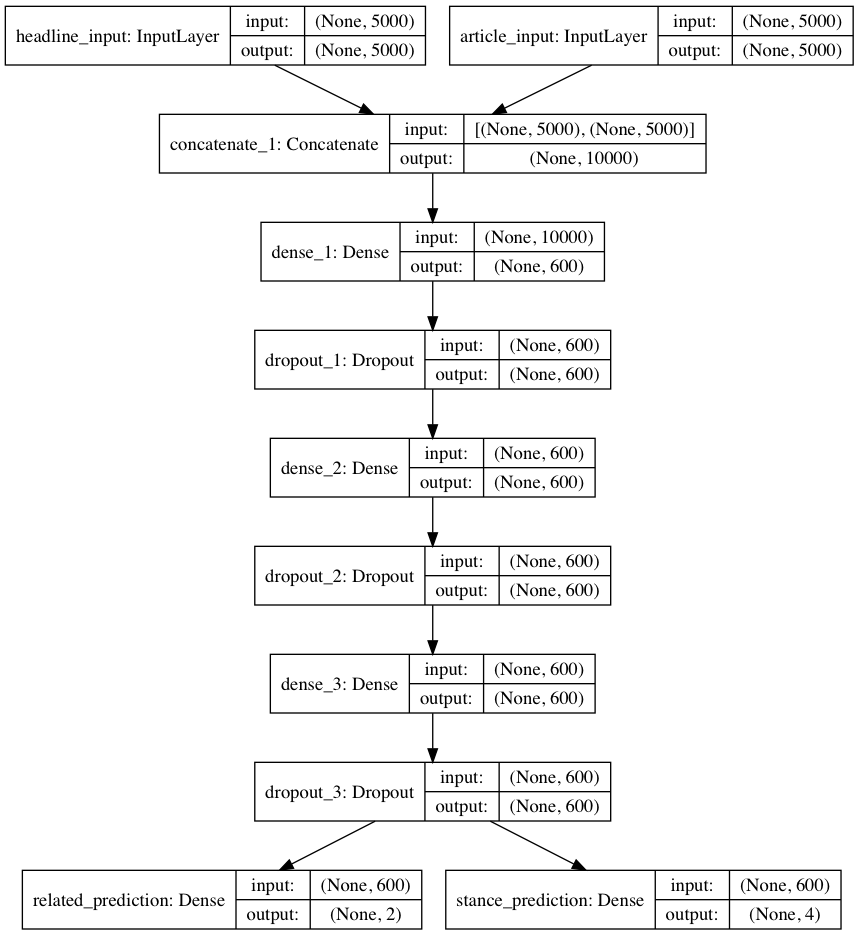 headline_input: InputLayer
input:
(None, 5000)
output:
(None, 5000)
article_input: InputLayer
input:
(None, 5000)
output:
(None, 5000)
concatenate_1: Concatenate
input:
[(None, 5000), (None, 5000)]
output:
(None, 10000)
dense_1: Dense
input:
(None, 10000)
output:
(None, 600)
dropout_1: Dropout
input:
(None, 600)
output:
(None, 600)
dense_2: Dense
input:
(None, 600)
output:
(None, 600)
dropout_2: Dropout
input:
(None, 600)
output:
(None, 600)
dense_3: Dense
input:
(None, 600)
output:
(None, 600)
dropout_3: Dropout
input:
(None, 600)
output:
(None, 600)
related_prediction: Dense
input:
(None, 600)
output:
(None, 2)
stance_prediction: Dense
input:
(None, 600)
output:
(None, 4)